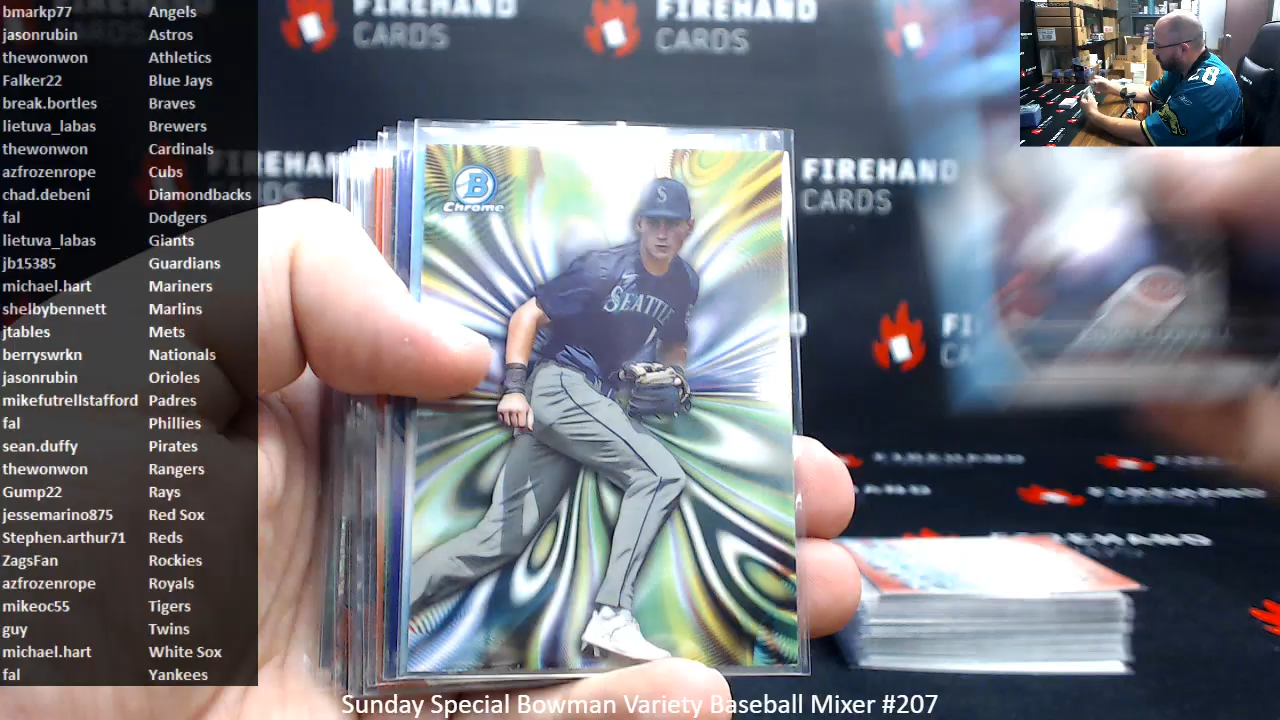 bmarkp77 Angels
jasonrubin Astros
thewonwon Athletics
Falker22 Blue Jays
break.bortles Braves
lietuva_labas Brewers
thewonwon Cardinals
azfrozenrope Cubs
chad.debeni Diamondbacks
fal Dodgers
lietuva_labas Giants
jb15385 Guardians
michael.hart Mariners
shelbybennett Marlins
jtables Mets
berryswrkn Nationals
jasonrubin Orioles
mikefutrellstafford Padres
fal Phillies
sean.duffy Pirates
thewonwon Rangers
Gump22 Rays
jessemarino875 Red Sox
Stephen.arthur71 Reds
ZagsFan Rockies
azfrozenrope Royals
mikeoc55 Tigers
guy Twins
michael.hart White Sox
fal Yankees
FIREHAND
CARDS
FIREHAND
CARDS
28
FIREHAND
CARDS
B
Chrome
S
SEATTLE
Sunday Special Bowman Variety Baseball Mixer #207